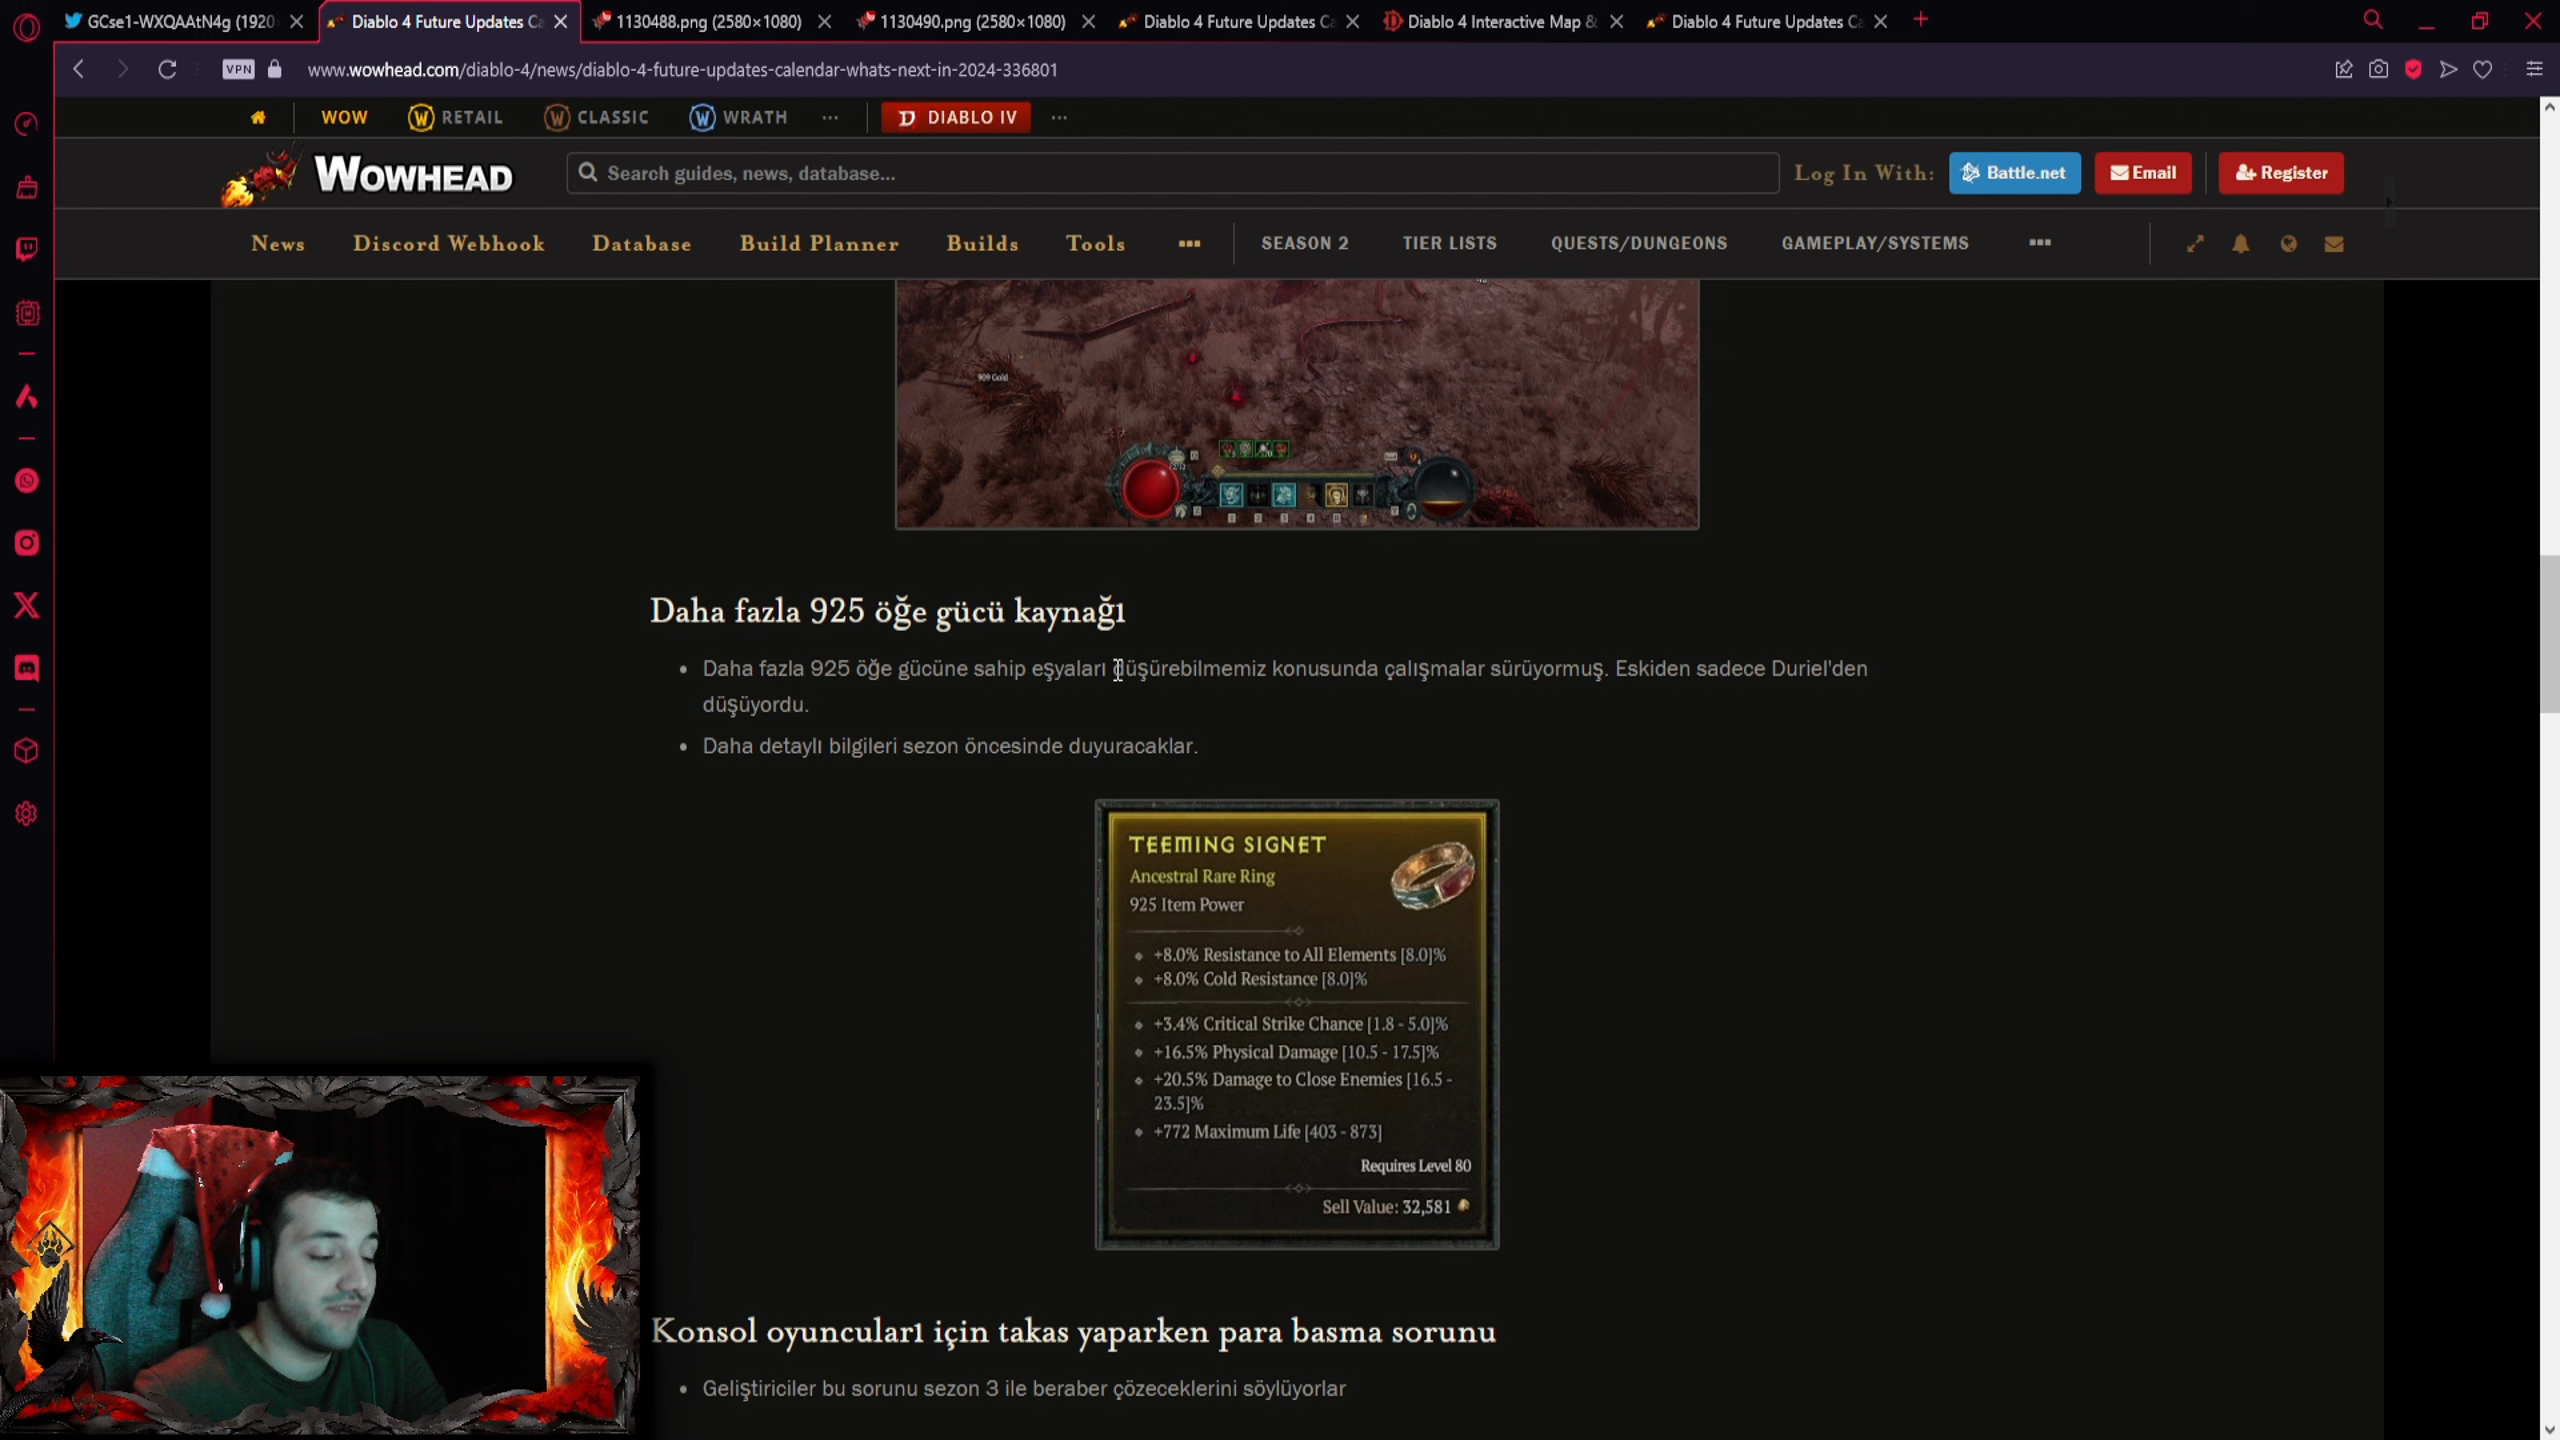 GCse1-WXQAAtN4g (1920
Diablo 4 Future Updates Ca
1130488.png (2580×1080)
1130490.png (2580×1080)
Diablo 4 Future Updates Ca
Diablo 4 Interactive Map &
Diablo 4 Future Updates Ca
VPN
www.wowhead.com/diablo-4/news/diablo-4-future-updates-calendar-whats-next-in-2024-336801
WOW RETAIL CLASSIC WRATH ... DIABLO IV ...
WOWHEAD
Search guides, news, database...
Log In With:
Battle.net
Email
Register
News Discord Webhook Database Build Planner Builds Tools ...
SEASON 2 TIER LISTS QUESTS/DUNGEONS GAMEPLAY/SYSTEMS ...
909 Gold
Daha fazla 925 öğe gücü kaynağı
• Daha fazla 925 öğe gücüne sahip eşyaları düşürebilmemiz konusunda çalışmalar sürüyormuş. Eskiden sadece Duriel'den
düşüyordu.
• Daha detaylı bilgileri sezon öncesinde duyuracaklar.
TEEMING SIGNET
Ancestral Rare Ring
925 Item Power
+8.0% Resistance to All Elements [8.0]%
+8.0% Cold Resistance [8.0]%
+3.4% Critical Strike Chance [1.8 - 5.0]%
+16.5% Physical Damage [10.5 - 17.5]%
+20.5% Damage to Close Enemies [16.5 -
23.5]%
+772 Maximum Life [403 - 873]
Requires Level 80
Sell Value: 32,581
Konsol oyuncuları için takas yaparken para basma sorunu
• Geliştiriciler bu sorunu sezon 3 ile beraber çözeceklerini söylüyorlar